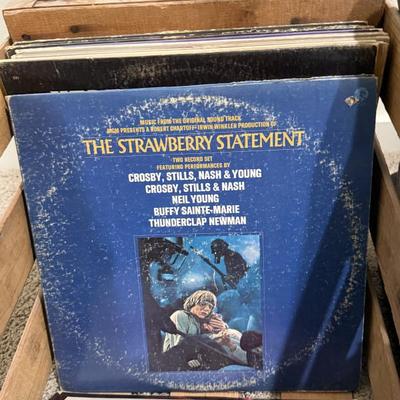 MUSIC FROM THE ORIGINAL SOUND TRACK
MGM PRESENTS A ROBERT CHARTOFF-IRWIN WINKLER PRODUCTION OF
THE STRAWBERRY STATEMENT
TWO RECORD SET
FEATURING PERFORMANCES BY
CROSBY, STILLS, NASH & YOUNG
CROSBY, STILLS & NASH
NEIL YOUNG
BUFFY SAINTE-MARIE
THUNDERCLAP NEWMAN